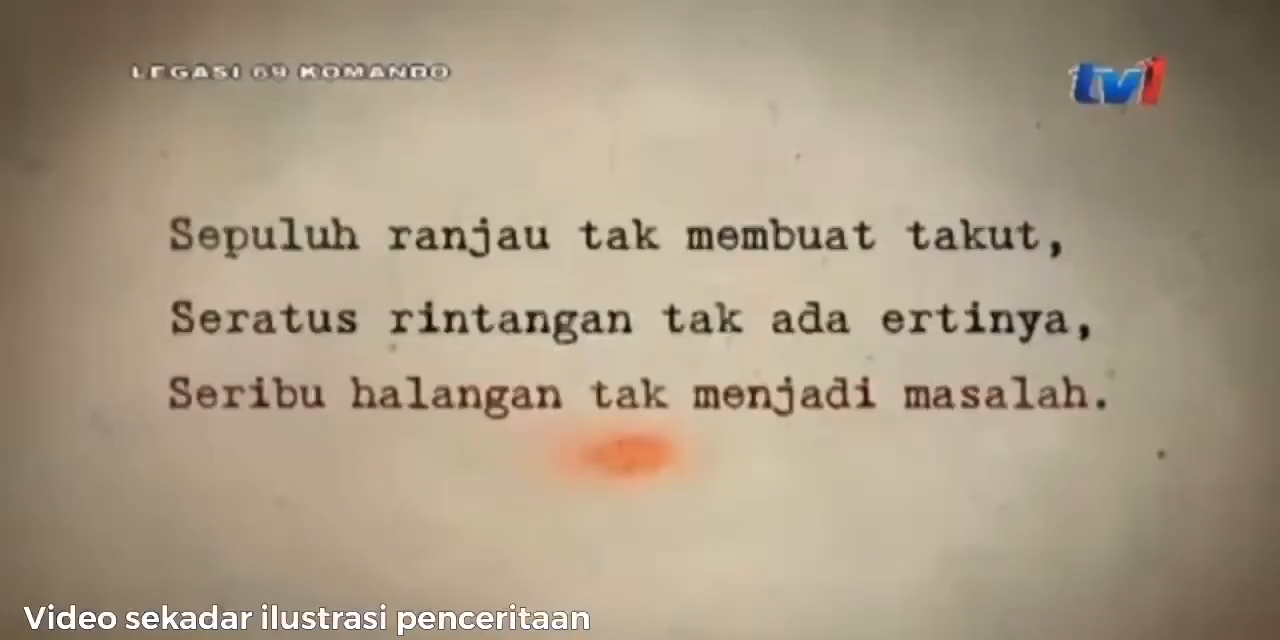 LEGASI 69 KOMANDO
tv1
Sepuluh ranjau tak membuat takut,
Seratus rintangan tak ada ertinya,
Seribu halangan tak menjadi masalah.
Video sekadar ilustrasi penceritaan